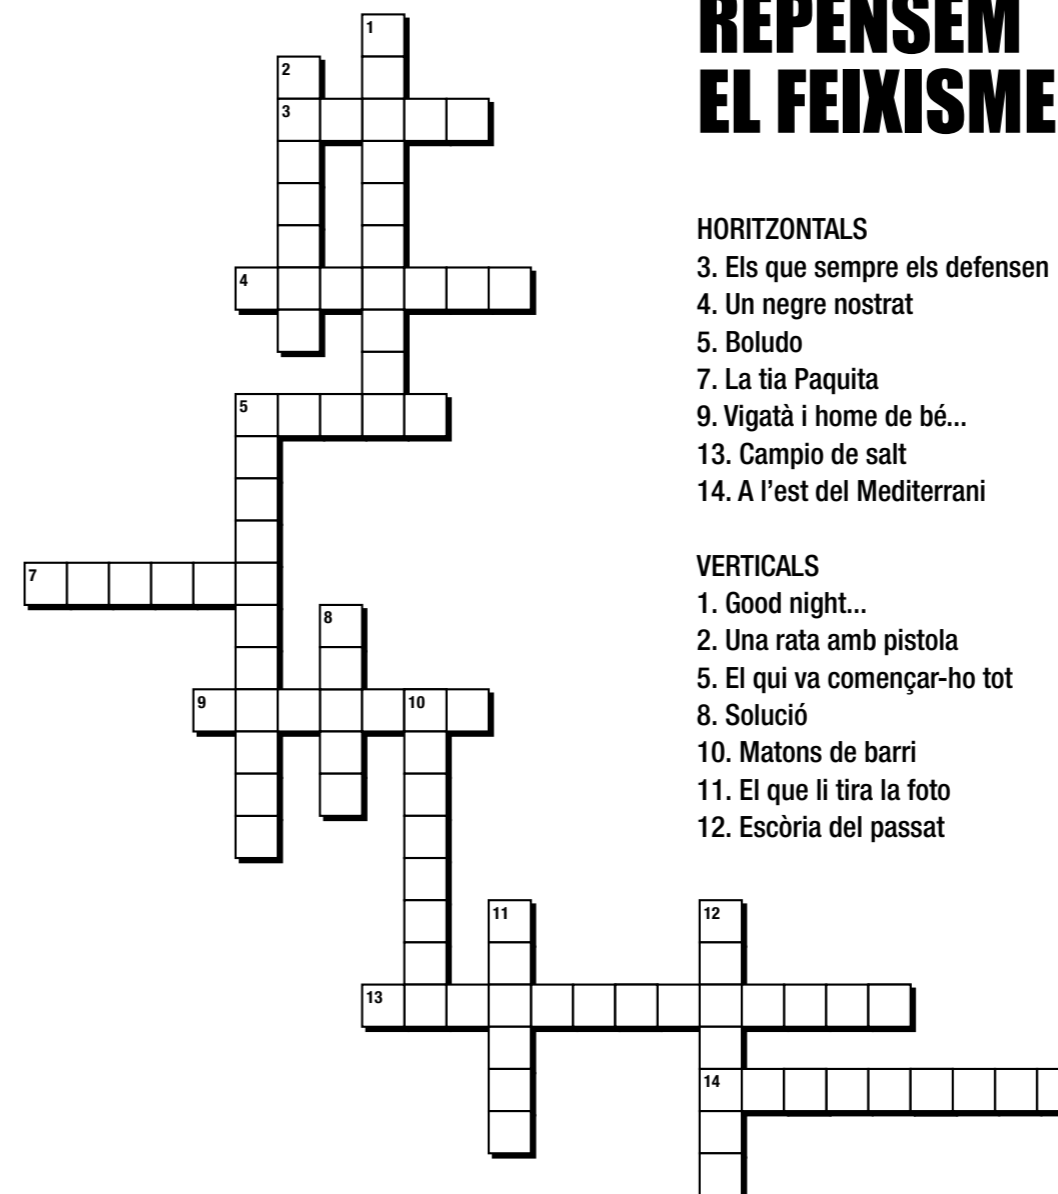 REPENSEM
EL FEIXISME
HORITZONTALS
3. Els que sempre els defensen
4. Un negre nostrat
5. Boludo
7. La tia Paquita
9. Vigatà i home de bé...
13. Campio de salt
14. A l'est del Mediterrani
VERTICALS
1. Good night...
2. Una rata amb pistola
5. El qui va començar-ho tot
8. Solució
10. Matons de barri
11. El que li tira la foto
12. Escòria del passat
1
2
3
4
5
7
8
9
10
11
12
13
14